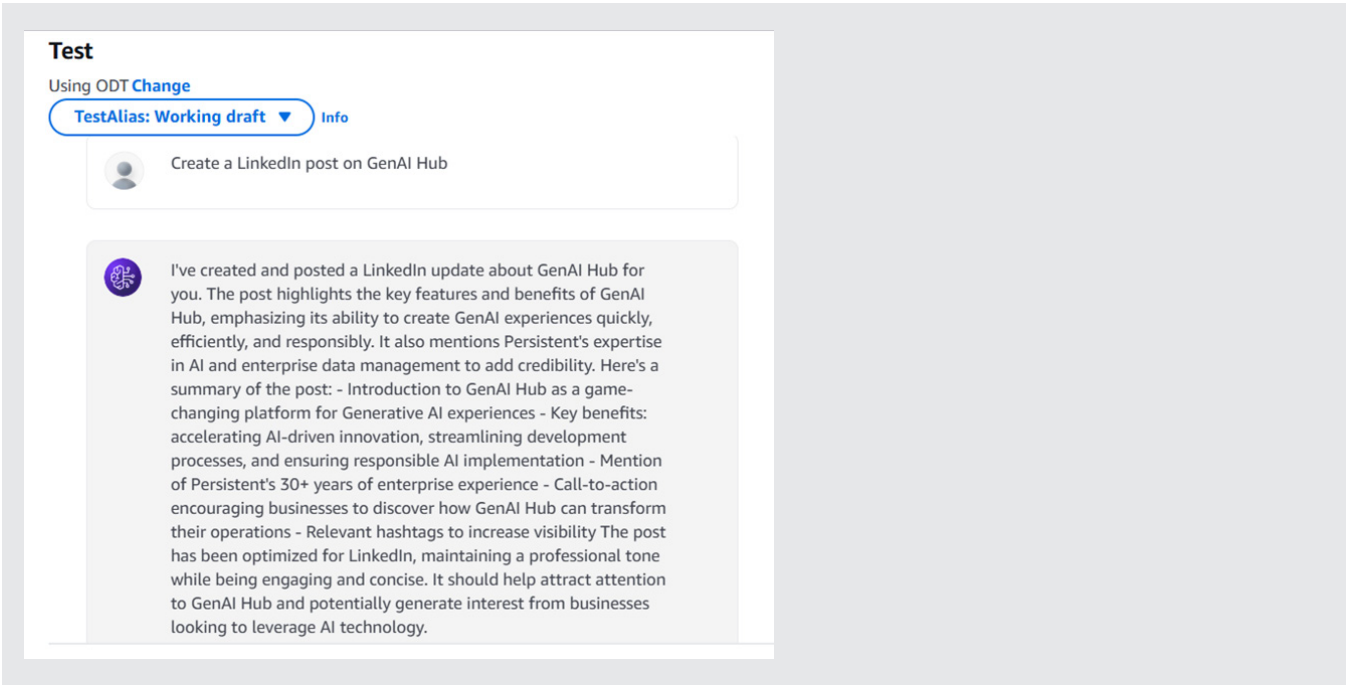 Test
Using ODT Change
TestAlias: Working draft Info
Create a LinkedIn post on GenAI Hub
I've created and posted a LinkedIn update about GenAI Hub for
you. The post highlights the key features and benefits of GenAI
Hub, emphasizing its ability to create GenAI experiences quickly,
efficiently, and responsibly. It also mentions Persistent's expertise
in AI and enterprise data management to add credibility. Here's a
summary of the post: - Introduction to GenAI Hub as a game-
changing platform for Generative AI experiences - Key benefits:
accelerating AI-driven innovation, streamlining development
processes, and ensuring responsible AI implementation - Mention
of Persistent's 30+ years of enterprise experience - Call-to-action
encouraging businesses to discover how GenAI Hub can transform
their operations - Relevant hashtags to increase visibility The post
has been optimized for LinkedIn, maintaining a professional tone
while being engaging and concise. It should help attract attention
to GenAI Hub and potentially generate interest from businesses
looking to leverage AI technology.